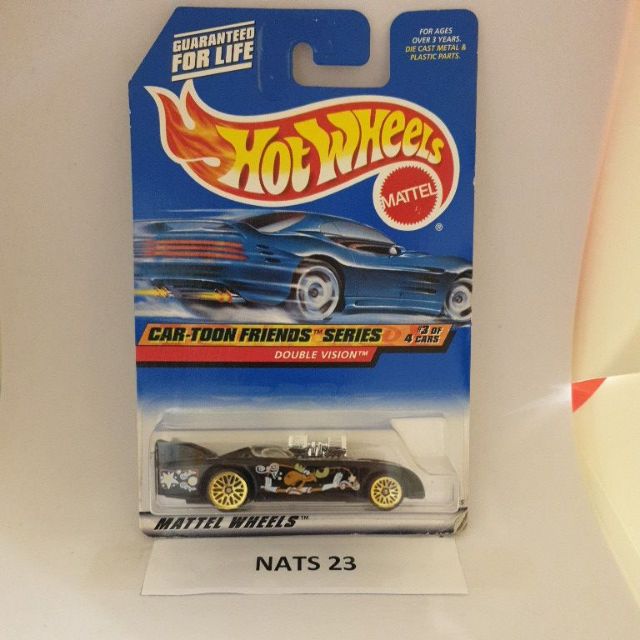 GUARANTEED
FOR LIFE
FOR AGES
OVER 3 YEARS.
DIE CAST METAL &
PLASTIC PARTS.
HOT WHEELS
MATTEL
®
CAR-TOON FRIENDS™ SERIES
#3 OF
4 CARS
DOUBLE VISION™
MATTEL WHEELS™
NATS 23